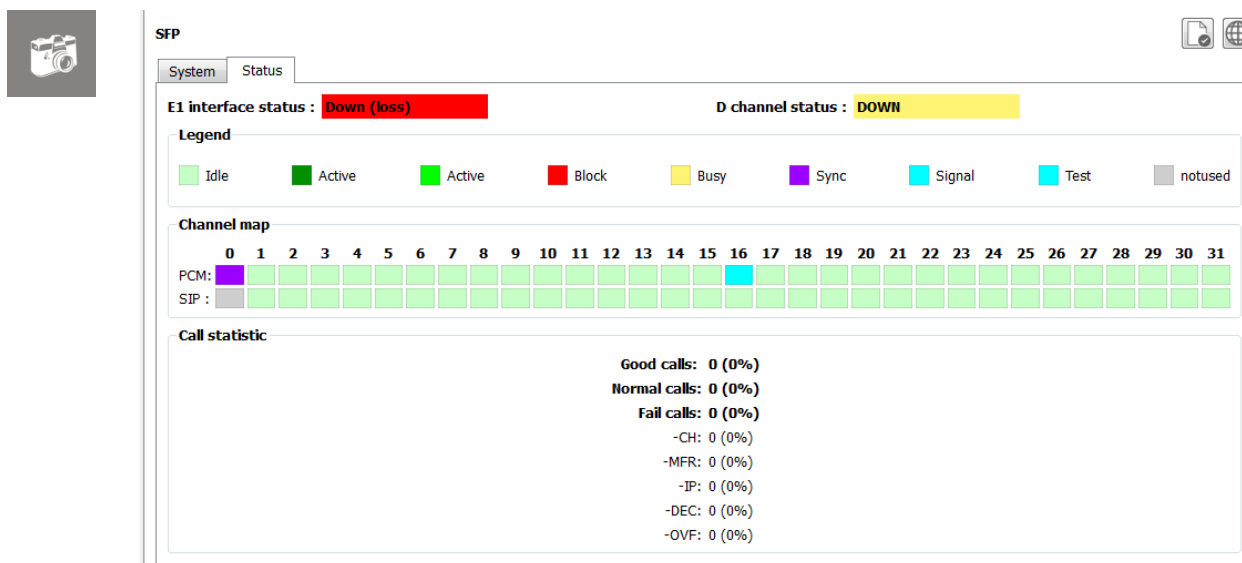 SFP
System Status
E1 interface status : Down (loss) D channel status : DOWN
Legend
Idle Active Active Block Busy Sync Signal Test notused
Channel map
0 1 2 3 4 5 6 7 8 9 10 11 12 13 14 15 16 17 18 19 20 21 22 23 24 25 26 27 28 29 30 31
PCM:
SIP :
Call statistic
Good calls: 0 (0%)
Normal calls: 0 (0%)
Fail calls: 0 (0%)
-CH: 0 (0%)
-MFR: 0 (0%)
-IP: 0 (0%)
-DEC: 0 (0%)
-OVF: 0 (0%)